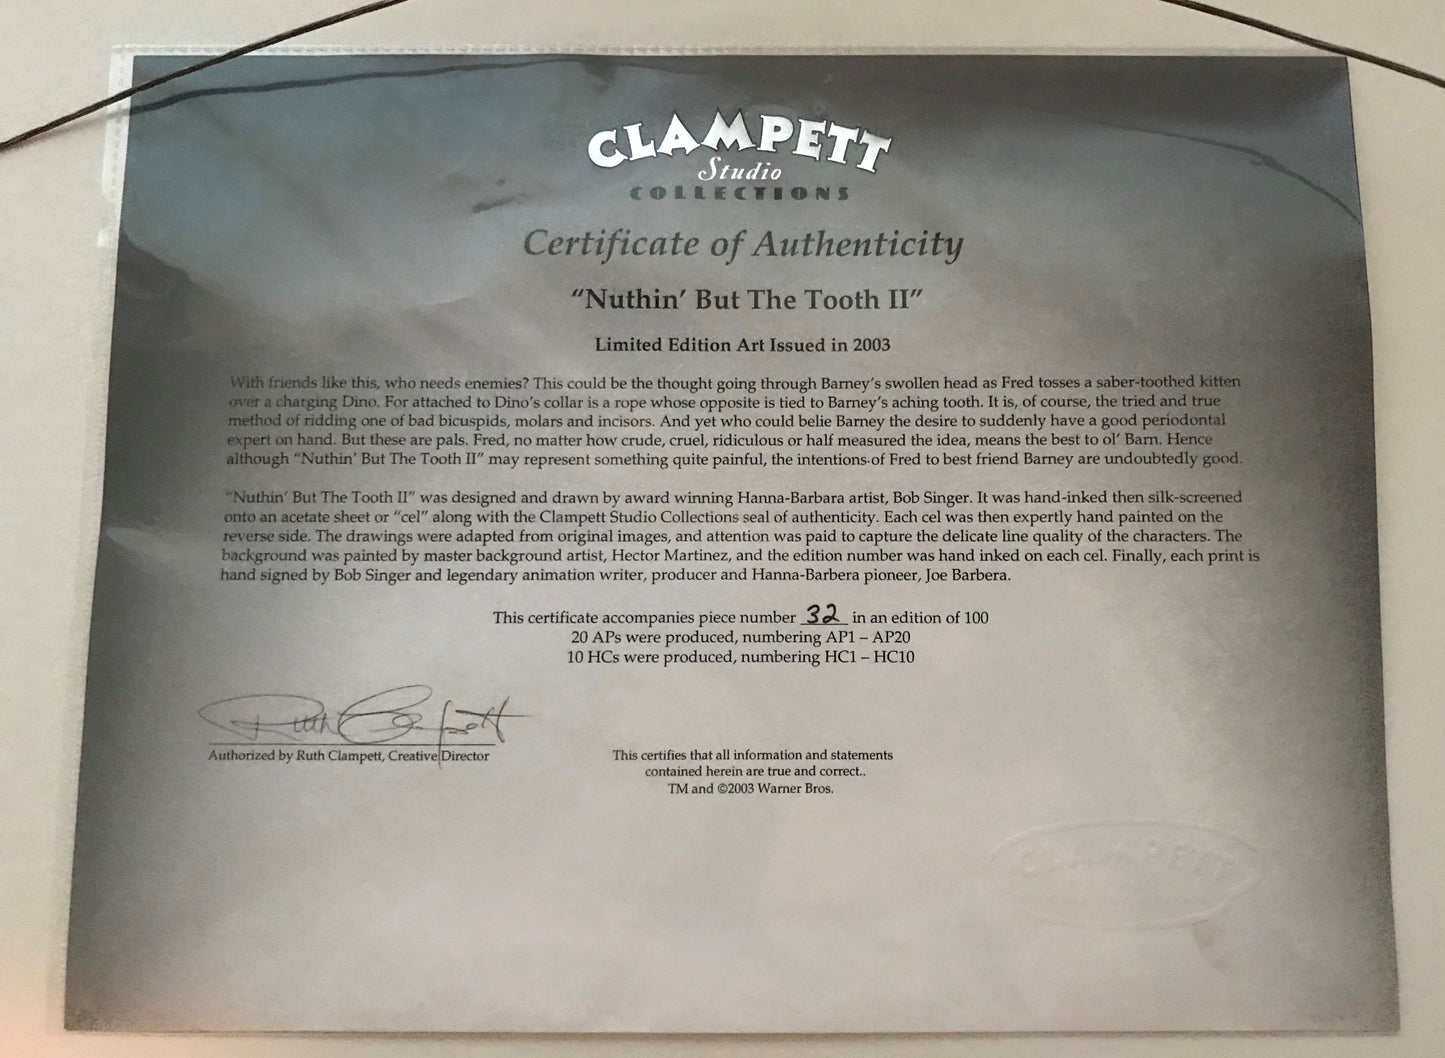 CLAMPETT
Studio
COLLECTIONS
Certificate of Authenticity
“Nuthin’ But The Tooth II”
Limited Edition Art Issued in 2003
With friends like this, who needs enemies? This could be the thought going through Barney’s swollen head as Fred tosses a saber-toothed kitten
over a charging Dino. For attached to Dino’s collar is a rope whose opposite is tied to Barney’s aching tooth. It is, of course, the tried and true
method of ridding one of bad bicuspids, molars and incisors. And yet who could belie Barney the desire to suddenly have a good periodontal
expert on hand. But these are pals. Fred, no matter how crude, cruel, ridiculous or half measured the idea, means the best to ol’ Barn. Hence
although “Nuthin’ But The Tooth II” may represent something quite painful, the intentions of Fred to best friend Barney are undoubtedly good.
“Nuthin’ But The Tooth II” was designed and drawn by award winning Hanna-Barbara artist, Bob Singer. It was hand-inked then silk-screened
onto an acetate sheet or “cel” along with the Clampett Studio Collections seal of authenticity. Each cel was then expertly hand painted on the
reverse side. The drawings were adapted from original images, and attention was paid to capture the delicate line quality of the characters. The
background was painted by master background artist, Hector Martinez, and the edition number was hand inked on each cel. Finally, each print is
hand signed by Bob Singer and legendary animation writer, producer and Hanna-Barbera pioneer, Joe Barbera.
This certificate accompanies piece number 32 in an edition of 100
20 APs were produced, numbering AP1 – AP20
10 HCs were produced, numbering HC1 – HC10
Ruth Clampett
Authorized by Ruth Clampett, Creative Director
This certifies that all information and statements
contained herein are true and correct..
TM and ©2003 Warner Bros.